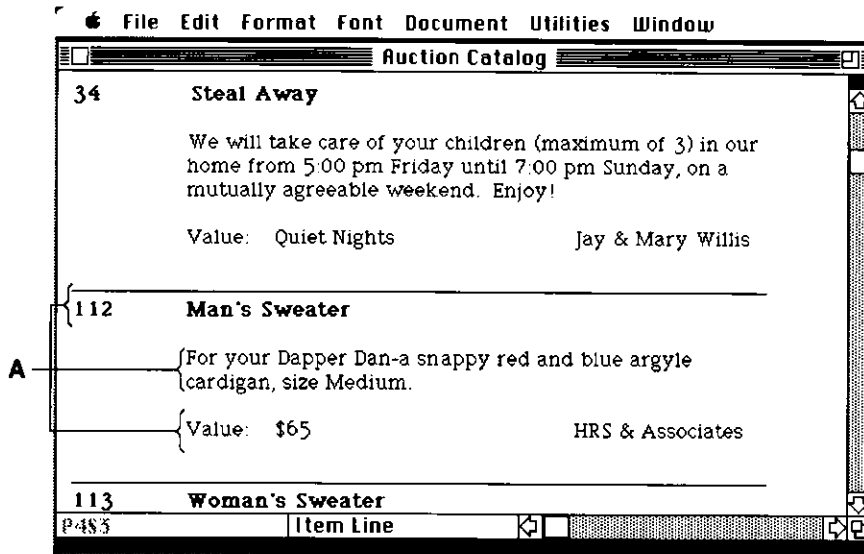 File Edit Format Font Document Utilities Window
Auction Catalog
34 Steal Away
We will take care of your children (maximum of 3) in our
home from 5:00 pm Friday until 7:00 pm Sunday, on a
mutually agreeable weekend. Enjoy!
Value: Quiet Nights Jay & Mary Willis
112 Man's Sweater
A
For your Dapper Dan-a snappy red and blue argyle
cardigan, size Medium.
Value: $65 HRS & Associates
113 Woman's Sweater
P4S3 Item Line